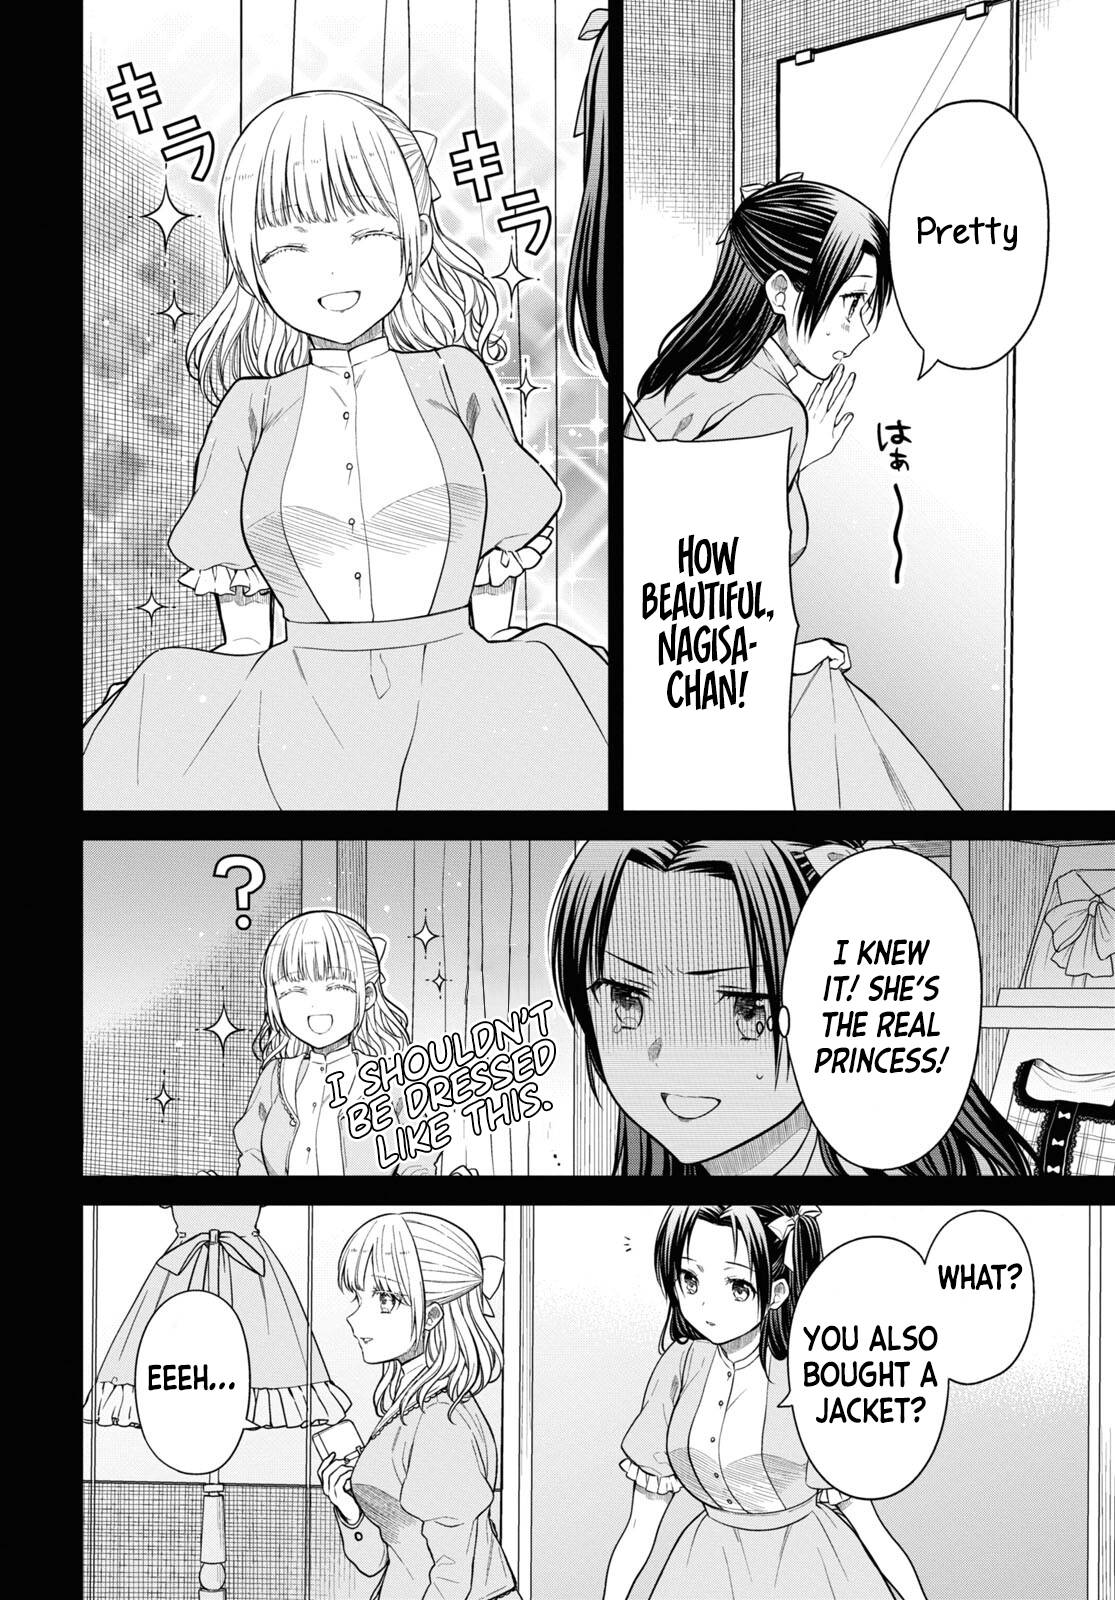 Pretty
はぁ〜
HOW
BEAUTIFUL,
NAGISA-
CHAN!
キラ
キラ
I KNEW
IT! SHE'S
THE REAL
PRINCESS!
I SHOULDN'T
BE DRESSED
LIKE THIS.
?
WHAT?
YOU ALSO
BOUGHT A
JACKET?
EEEH...